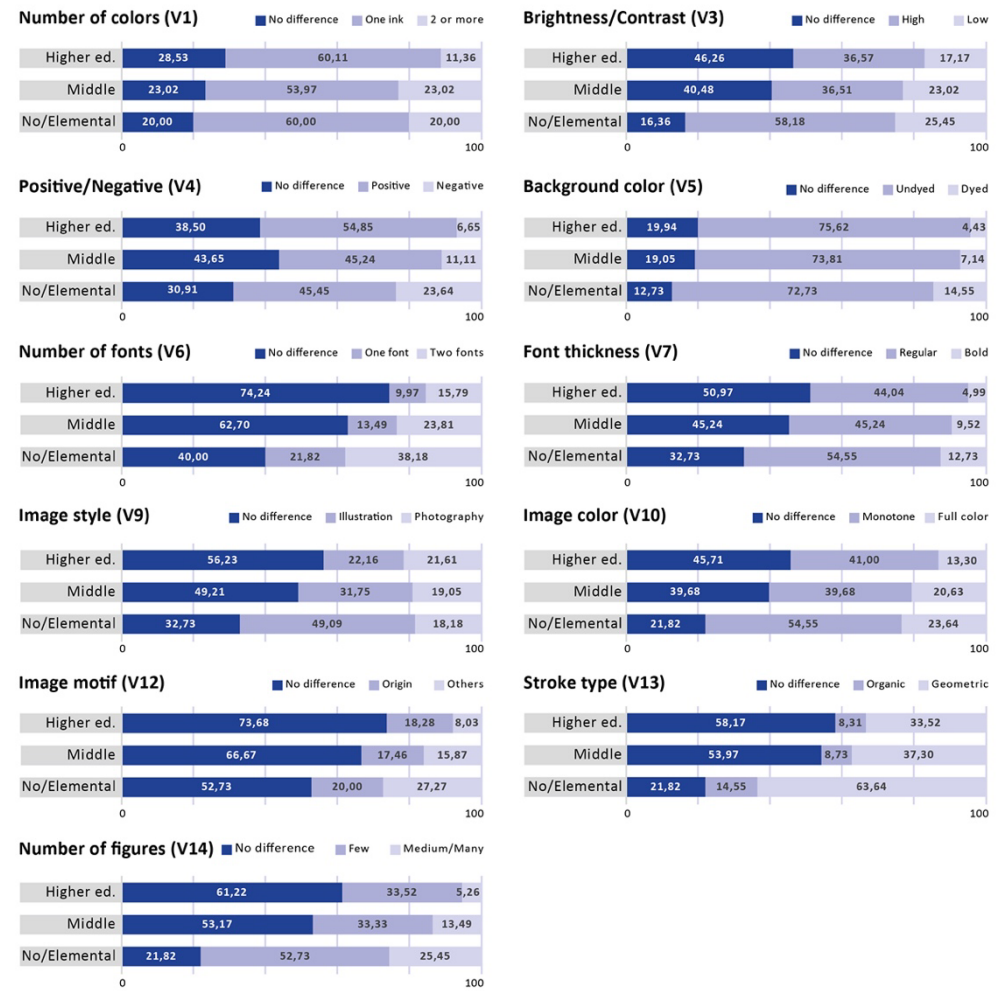 Number of colors (V1) No difference One ink 2 or more
Higher ed. 28,53 60,11 11,36
Middle 23,02 53,97 23,02
No/Elemental 20,00 60,00 20,00
0 100
Brightness/Contrast (V3) No difference High Low
Higher ed. 46,26 36,57 17,17
Middle 40,48 36,51 23,02
No/Elemental 16,36 58,18 25,45
0 100
Positive/Negative (V4) No difference Positive Negative
Higher ed. 38,50 54,85 6,65
Middle 43,65 45,24 11,11
No/Elemental 30,91 45,45 23,64
0 100
Background color (V5) No difference Undyed Dyed
Higher ed. 19,94 75,62 4,43
Middle 19,05 73,81 7,14
No/Elemental 12,73 72,73 14,55
0 100
Number of fonts (V6) No difference One font Two fonts
Higher ed. 74,24 9,97 15,79
Middle 62,70 13,49 23,81
No/Elemental 40,00 21,82 38,18
0 100
Font thickness (V7) No difference Regular Bold
Higher ed. 50,97 44,04 4,99
Middle 45,24 45,24 9,52
No/Elemental 32,73 54,55 12,73
0 100
Image style (V9) No difference Illustration Photography
Higher ed. 56,23 22,16 21,61
Middle 49,21 31,75 19,05
No/Elemental 32,73 49,09 18,18
0 100
Image color (V10) No difference Monotone Full color
Higher ed. 45,71 41,00 13,30
Middle 39,68 39,68 20,63
No/Elemental 21,82 54,55 23,64
0 100
Image motif (V12) No difference Origin Others
Higher ed. 73,68 18,28 8,03
Middle 66,67 17,46 15,87
No/Elemental 52,73 20,00 27,27
0 100
Stroke type (V13) No difference Organic Geometric
Higher ed. 58,17 8,31 33,52
Middle 53,97 8,73 37,30
No/Elemental 21,82 14,55 63,64
0 100
Number of figures (V14) No difference Few Medium/Many
Higher ed. 61,22 33,52 5,26
Middle 53,17 33,33 13,49
No/Elemental 21,82 52,73 25,45
0 100